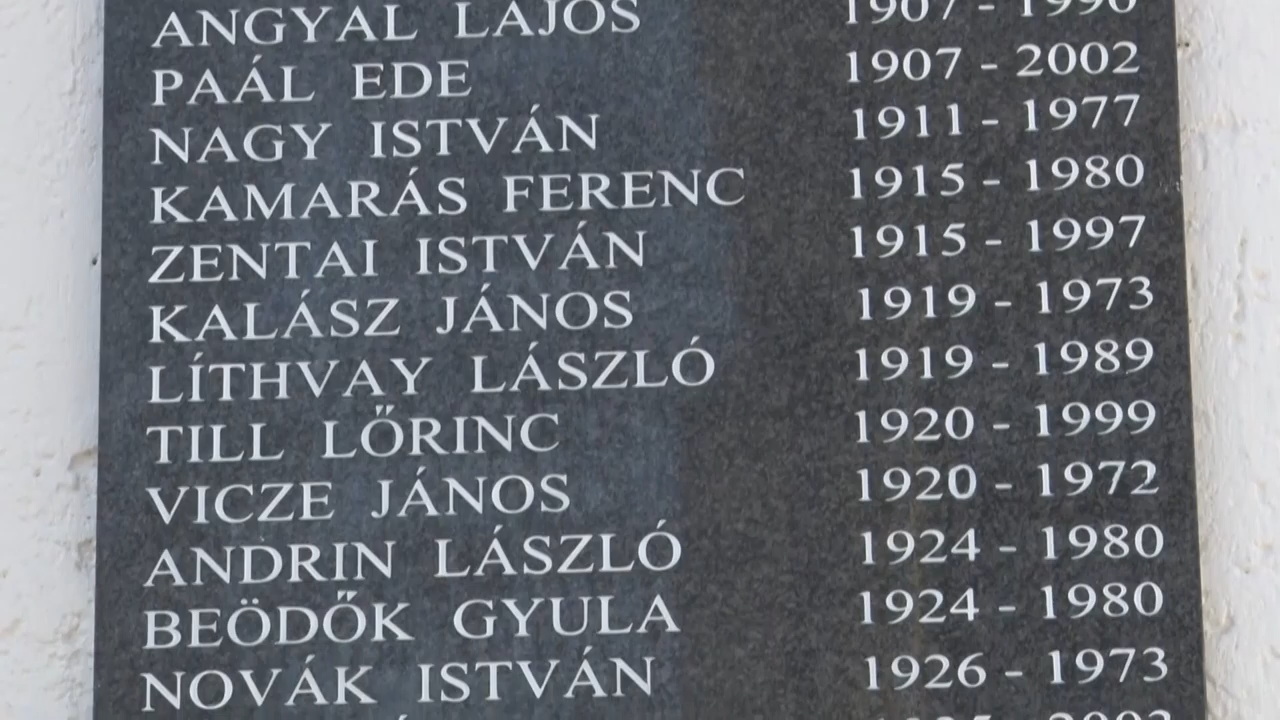 ANGYAL LAJOS 1907 - 1990
PAÁL EDE 1907 - 2002
NAGY ISTVÁN 1911 - 1977
KAMARÁS FERENC 1915 - 1980
ZENTAI ISTVÁN 1915 - 1997
KALÁSZ JÁNOS 1919 - 1973
LÍTHVAY LÁSZLÓ 1919 - 1989
TILL LŐRINC 1920 - 1999
VICZE JÁNOS 1920 - 1972
ANDRIN LÁSZLÓ 1924 - 1980
BEÖDŐK GYULA 1924 - 1980
NOVÁK ISTVÁN 1926 - 1973